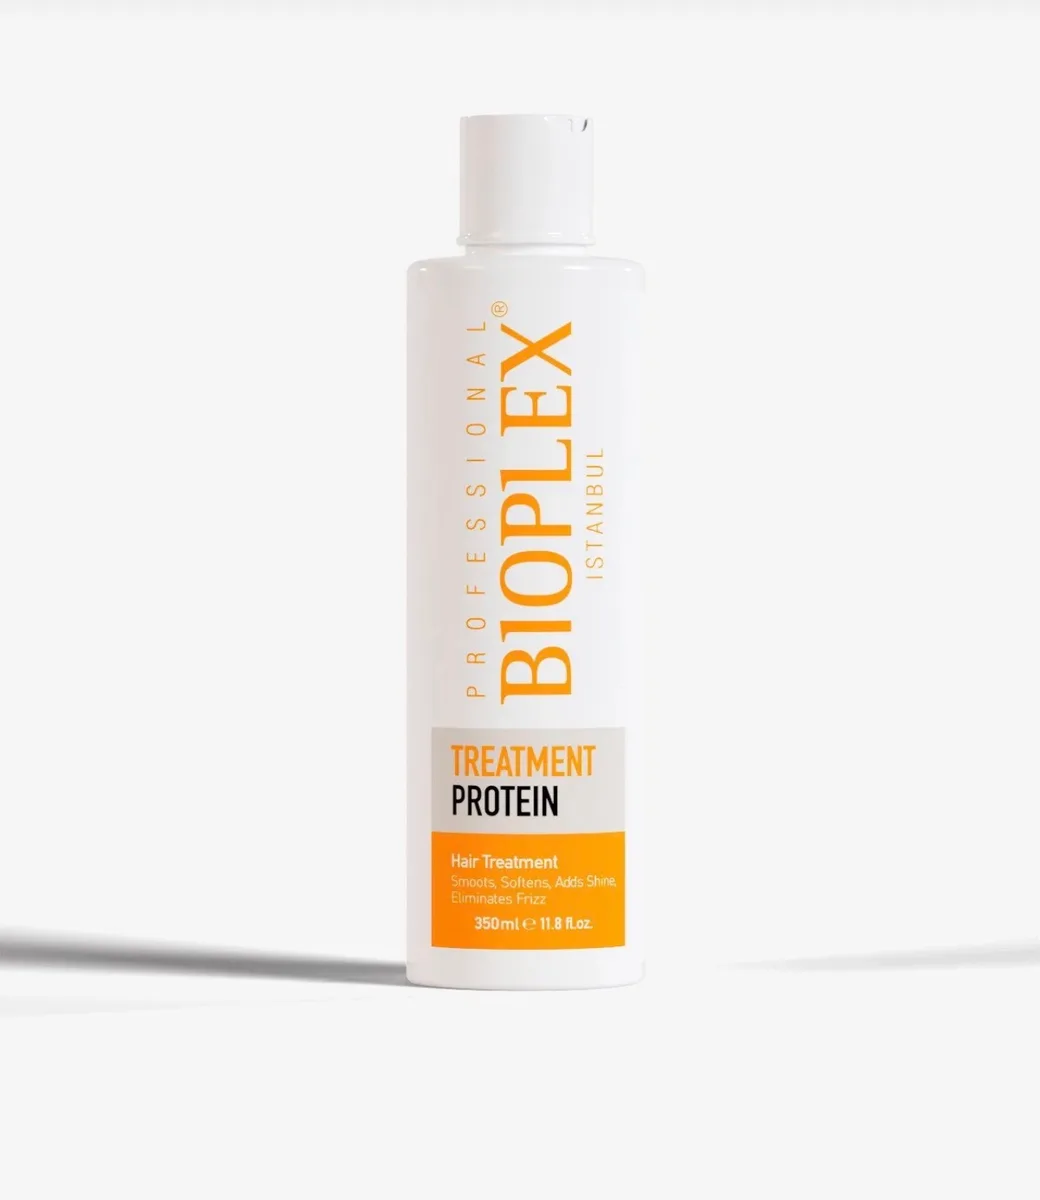 PROFESSIONAL
BIOPLEX®
ISTANBUL
TREATMENT
PROTEIN
Hair Treatment
Smoots, Softens, Adds Shine,
Eliminates Frizz
350ml ℮ 11.8 fl.oz.